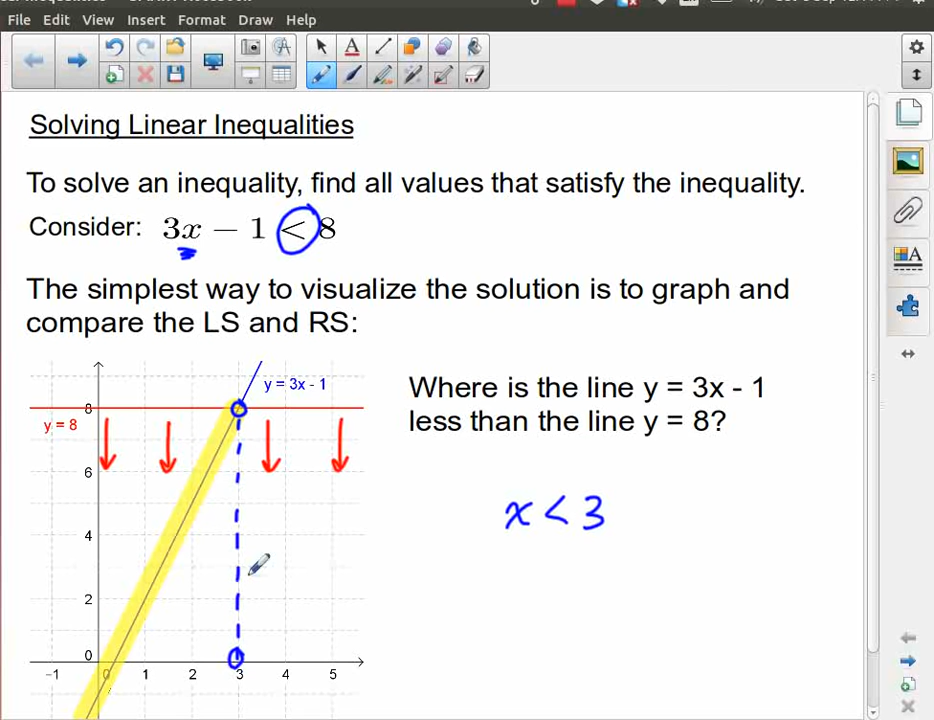 File Edit View Insert Format Draw Help
Solving Linear Inequalities
To solve an inequality, find all values that satisfy the inequality.
Consider: 3x − 1 < 8
The simplest way to visualize the solution is to graph and
compare the LS and RS:
y = 3x - 1
8
y = 8
6
4
2
0
−1 0 1 2 3 4 5
Where is the line y = 3x - 1
less than the line y = 8?
x < 3